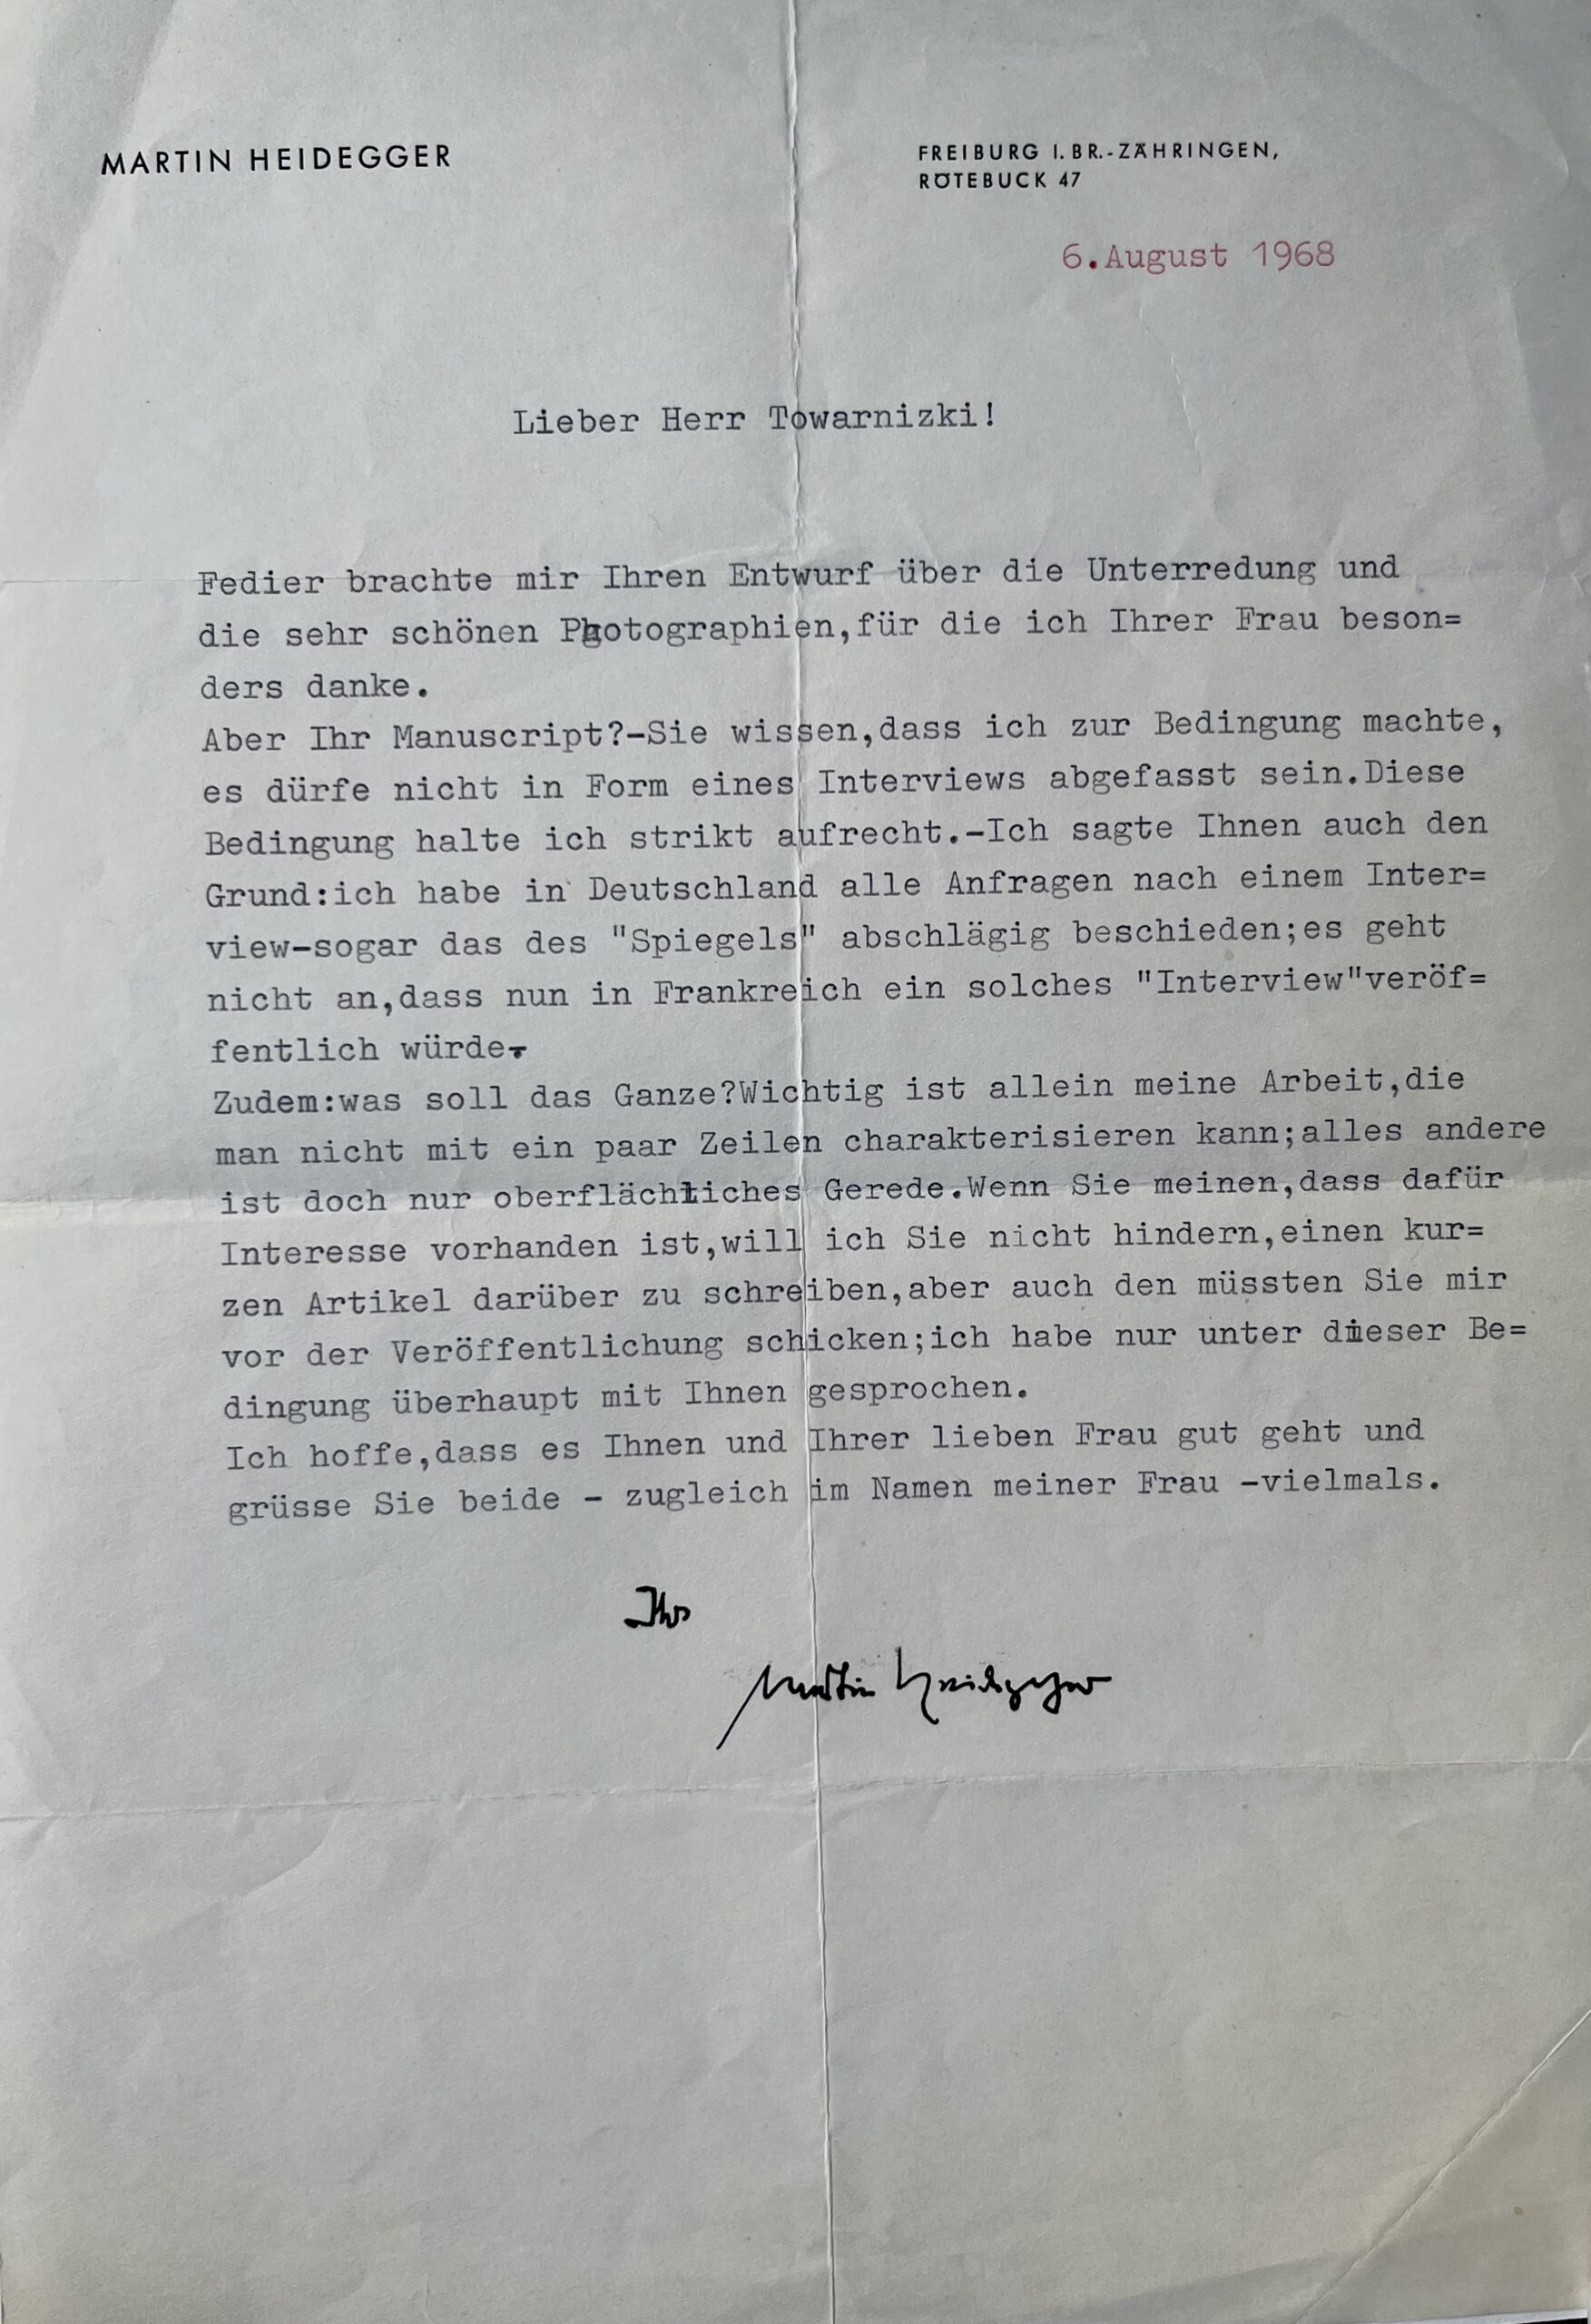 MARTIN HEIDEGGER
FREIBURG I. BR.-ZÄHRINGEN,
RÖTEBUCK 47
6.August 1968
Lieber Herr Towarnizki!
Fedier brachte mir Ihren Entwurf über die Unterredung und
die sehr schönen Photographien,für die ich Ihrer Frau beson=
ders danke.
Aber Ihr Manuscript?-Sie wissen,dass ich zur Bedingung machte,
es dürfe nicht in Form eines Interviews abgefasst sein.Diese
Bedingung halte ich strikt aufrecht.-Ich sagte Ihnen auch den
Grund:ich habe in Deutschland alle Anfragen nach einem Inter=
view-sogar das des "Spiegels" abschlägig beschieden;es geht
nicht an,dass nun in Frankreich ein solches "Interview"veröf=
fentlich würde.
Zudem:was soll das Ganze?Wichtig ist allein meine Arbeit,die
man nicht mit ein paar Zeilen charakterisieren kann;alles andere
ist doch nur oberflächliches Gerede.Wenn Sie meinen,dass dafür
Interesse vorhanden ist,will ich Sie nicht hindern,einen kur=
zen Artikel darüber zu schreiben,aber auch den müssten Sie mir
vor der Veröffentlichung schicken;ich habe nur unter dieser Be=
dingung überhaupt mit Ihnen gesprochen.
Ich hoffe,dass es Ihnen und Ihrer lieben Frau gut geht und
grüsse Sie beide - zugleich im Namen meiner Frau -vielmals.
Ihr
Martin Heidegger